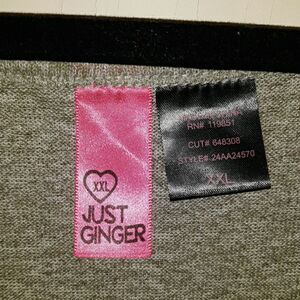 XXL
JUST
GINGER
RN# 119851
CUT# 648308
STYLE# 24AA24570
XXL